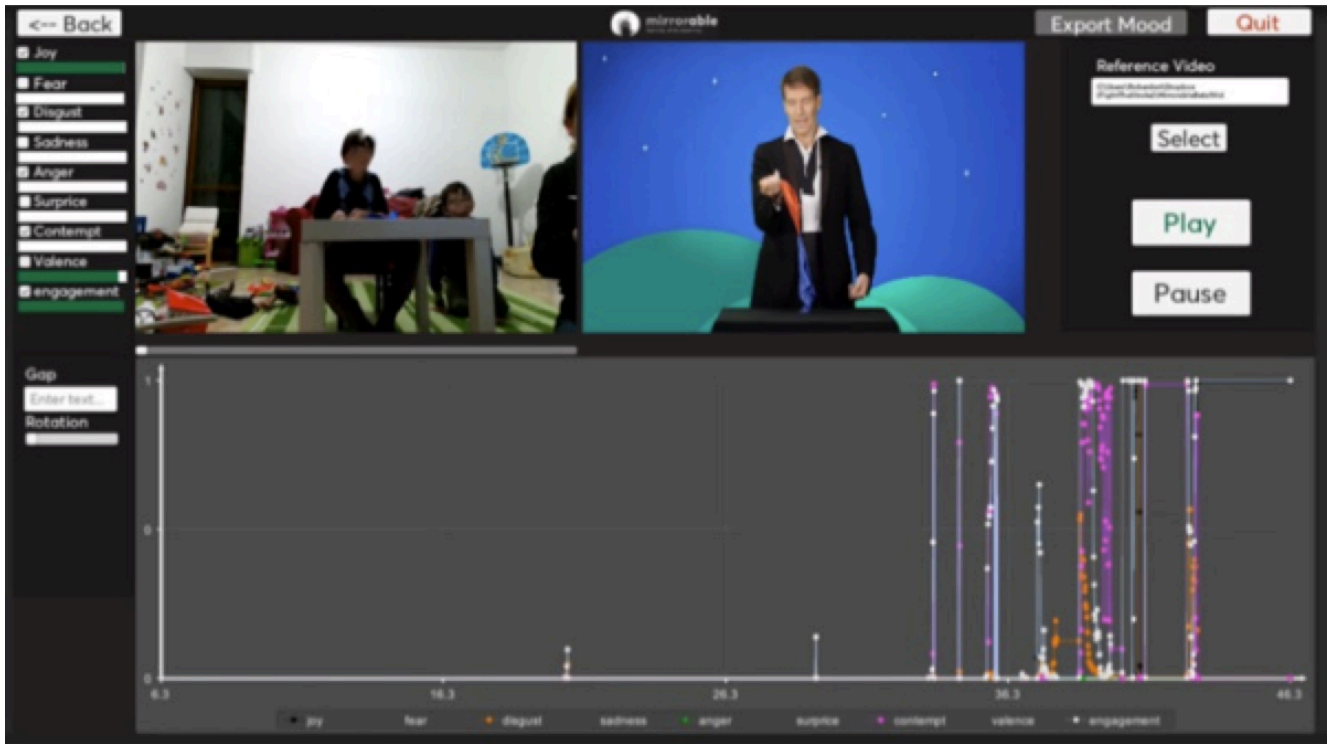 <-- Back
mirrorable
Export Mood
Quit
Joy
Fear
Disgust
Sadness
Anger
Surprice
Contempt
Valence
engagement
Reference Video
Select
Play
Pause
Gap
Enter text...
Rotation
1
0
0
6.3
16.3
26.3
36.3
46.3
joy
fear
disgust
sadness
anger
surprice
contempt
valence
engagement